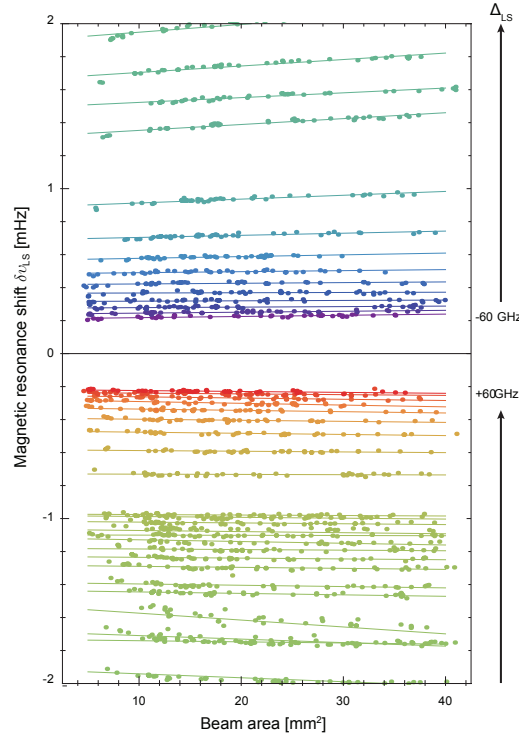 Δ_LS
2
1
-60 GHz
0
+60GHz
-1
-2
10
20
30
40
Magnetic resonance shift δν_LS [mHz]
Beam area [mm²]